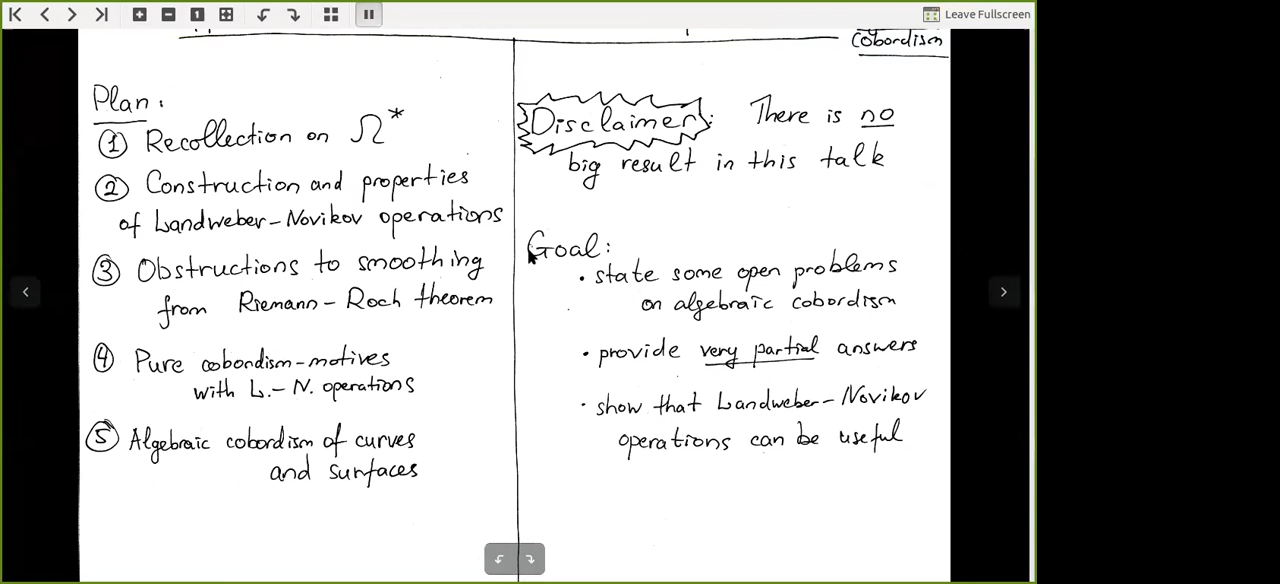 Leave Fullscreen
Cobordism
Plan:
① Recollection on Ω*
② Construction and properties
of Landweber-Novikov operations
③ Obstructions to smoothing
from Riemann-Roch theorem
④ Pure cobordism-motives
with L.-N. operations
⑤ Algebraic cobordism of curves
and surfaces
Disclaimer: There is no
big result in this talk
Goal:
• state some open problems
on algebraic cobordism
• provide very partial answers
• show that Landweber-Novikov
operations can be useful